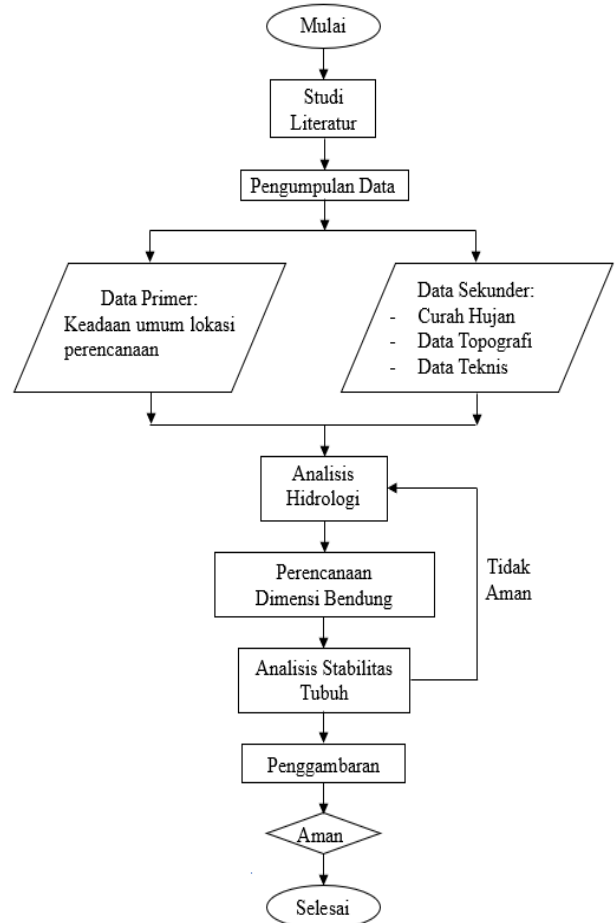 Mulai
Studi
Literatur
Pengumpulan Data
Data Primer:
Keadaan umum lokasi
perencanaan
Data Sekunder:
- Curah Hujan
- Data Topografi
- Data Teknis
Analisis
Hidrologi
Perencanaan
Dimensi Bendung
Tidak
Aman
Analisis Stabilitas
Tubuh
Penggambaran
Aman
Selesai